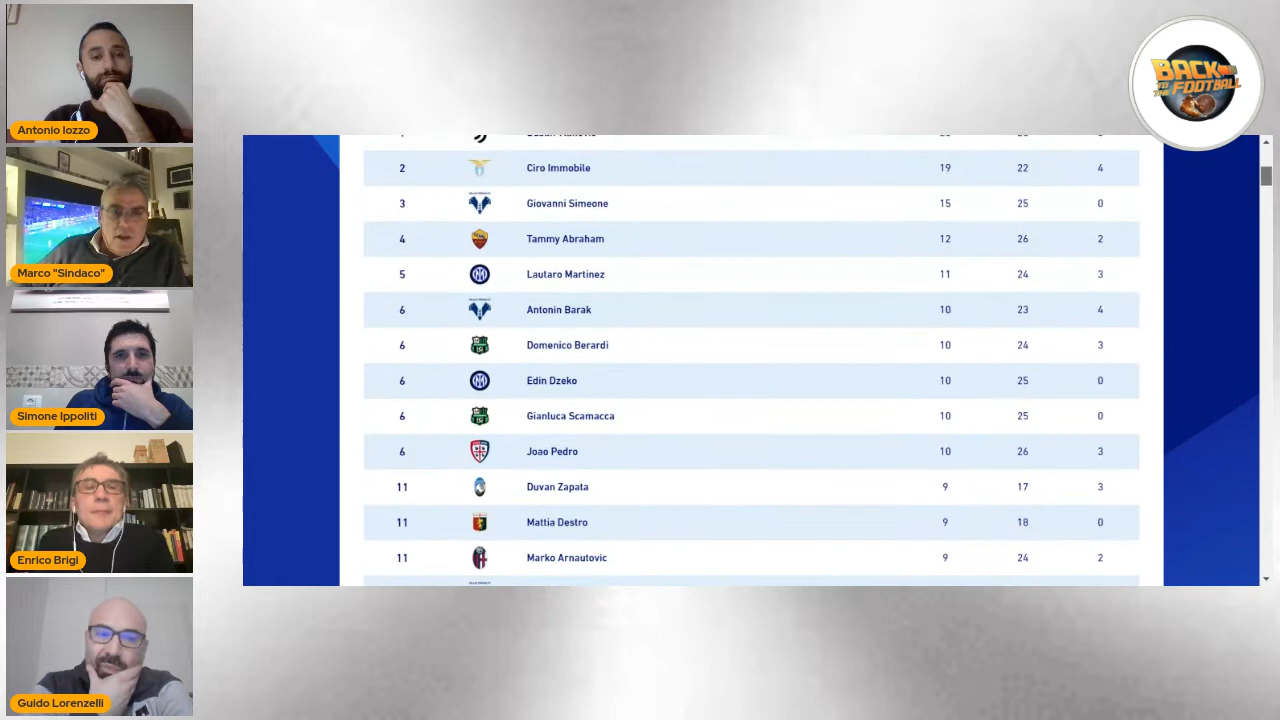 Antonio Iozzo
Marco "Sindaco"
Simone Ippoliti
Enrico Brigi
Guido Lorenzelli
BACK
TO THE FOOTBALL
2 Ciro Immobile 19 22 4
3 Giovanni Simeone 15 25 0
4 Tammy Abraham 12 26 2
5 Lautaro Martinez 11 24 3
6 Antonin Barak 10 23 4
6 Domenico Berardi 10 24 3
6 Edin Dzeko 10 25 0
6 Gianluca Scamacca 10 25 0
6 Joao Pedro 10 26 3
11 Duvan Zapata 9 17 3
11 Mattia Destro 9 18 0
11 Marko Arnautovic 9 24 2